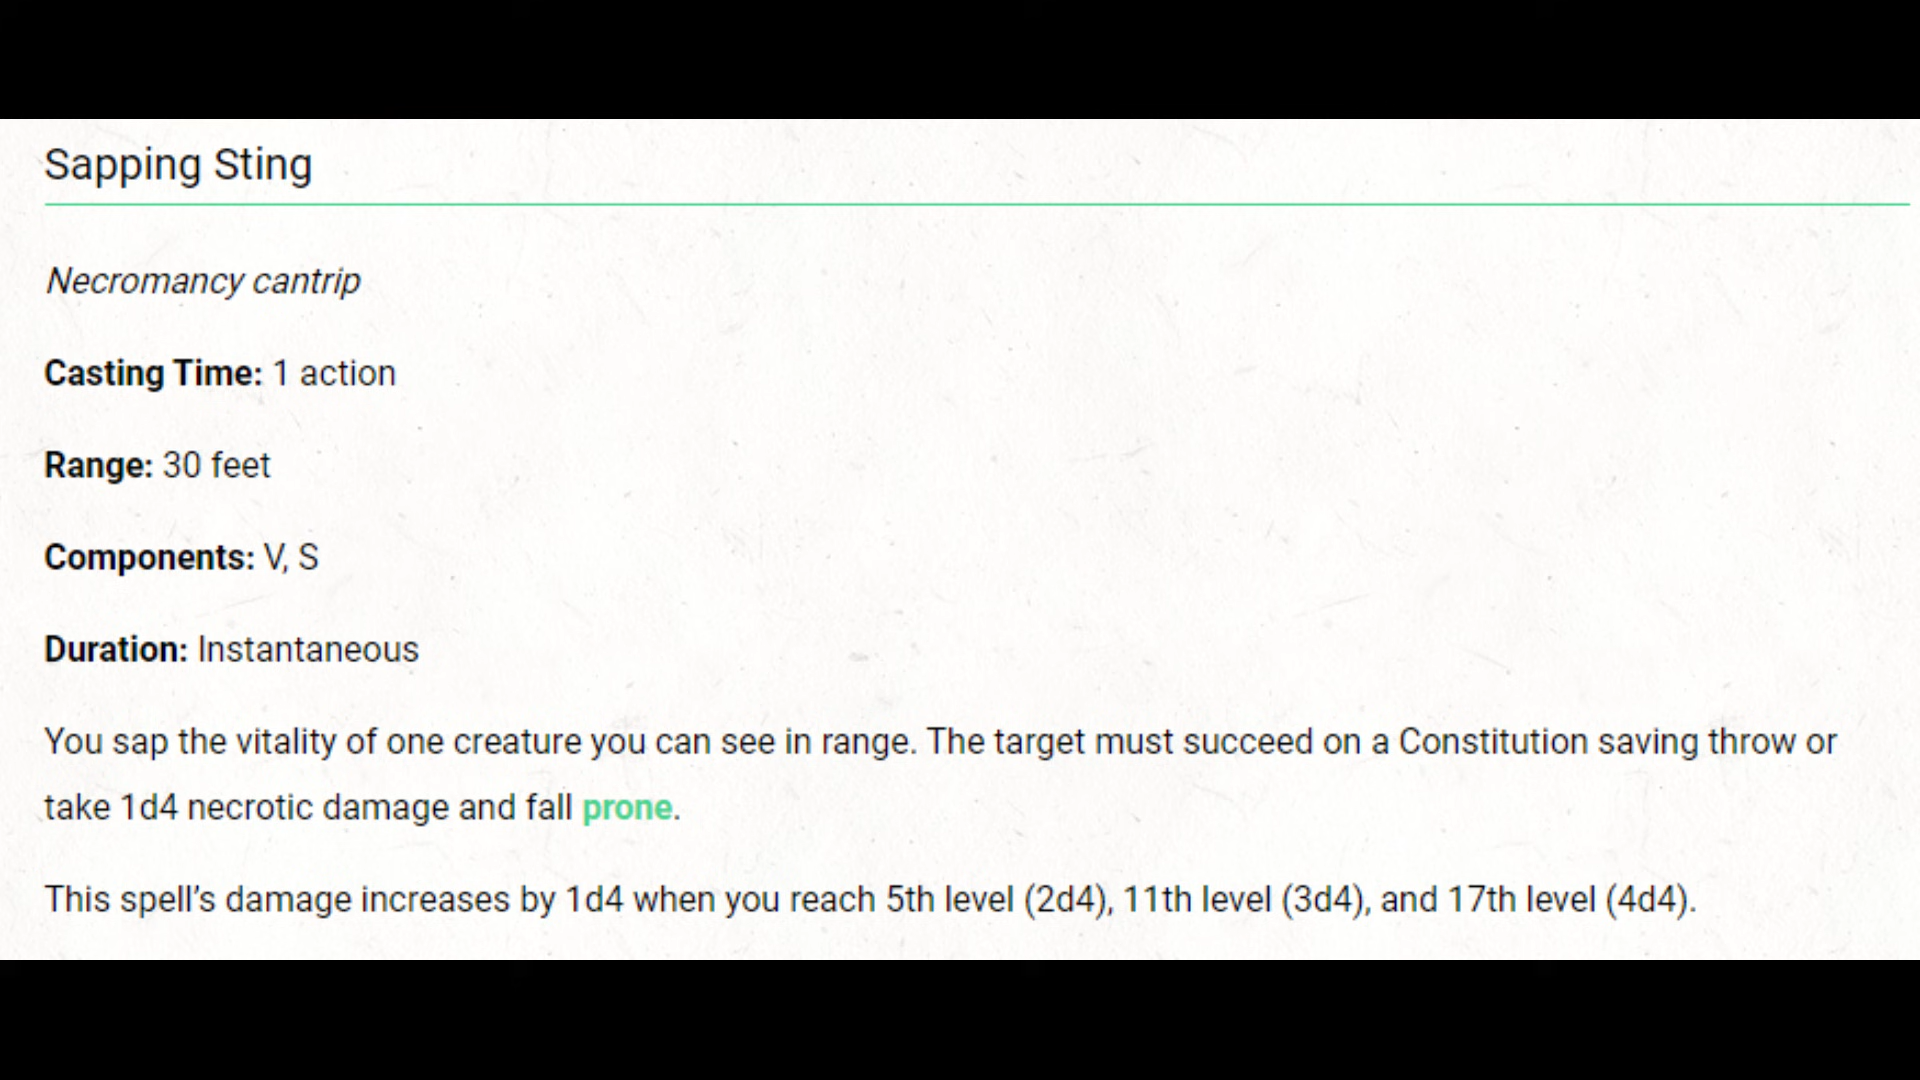 Sapping Sting
Necromancy cantrip
Casting Time: 1 action
Range: 30 feet
Components: V, S
Duration: Instantaneous
You sap the vitality of one creature you can see in range. The target must succeed on a Constitution saving throw or
take 1d4 necrotic damage and fall prone.
This spell’s damage increases by 1d4 when you reach 5th level (2d4), 11th level (3d4), and 17th level (4d4).